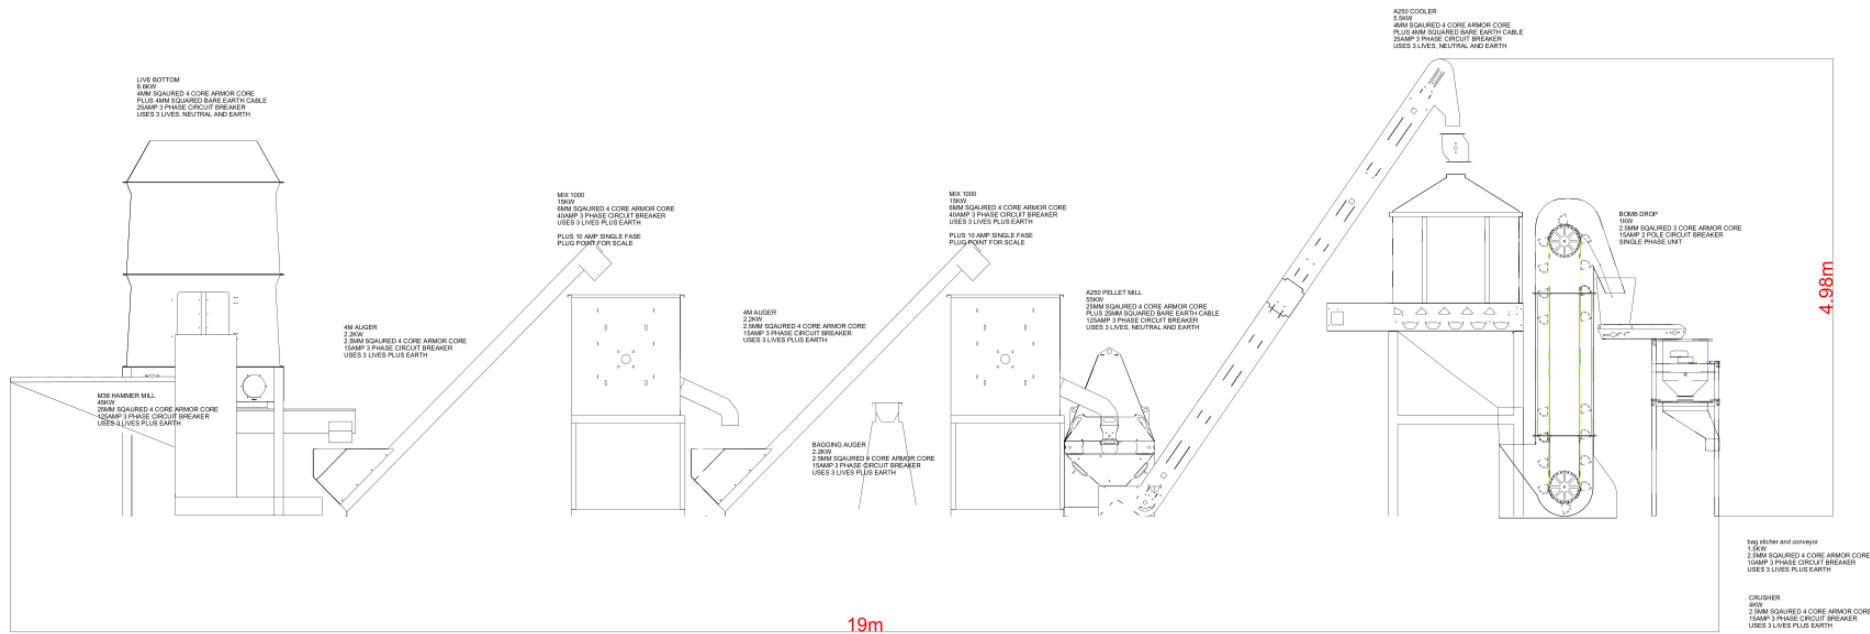 A250 COOLER
5.5KW
4MM SQAURED 4 CORE ARMOR CORE
PLUS 4MM SQUARED BARE EARTH CABLE
25AMP 3 PHASE CIRCUIT BREAKER
USES 3 LIVES, NEUTRAL AND EARTH
LIVE BOTTOM
6.6KW
4MM SQAURED 4 CORE ARMOR CORE
PLUS 4MM SQUARED BARE EARTH CABLE
25AMP 3 PHASE CIRCUIT BREAKER
USES 3 LIVES, NEUTRAL AND EARTH
MIX 1000
15KW
6MM SQAURED 4 CORE ARMOR CORE
40AMP 3 PHASE CIRCUIT BREAKER
USES 3 LIVES PLUS EARTH
PLUS 10 AMP SINGLE FASE
PLUG POINT FOR SCALE
MIX 1000
15KW
6MM SQAURED 4 CORE ARMOR CORE
40AMP 3 PHASE CIRCUIT BREAKER
USES 3 LIVES PLUS EARTH
PLUS 10 AMP SINGLE FASE
PLUG POINT FOR SCALE
BOMB DROP
1KW
2.5MM SQAURED 3 CORE ARMOR CORE
15AMP 2 POLE CIRCUIT BREAKER
SINGLE PHASE UNIT
4.98m
A250 PELLET MILL
55KW
25MM SQAURED 4 CORE ARMOR CORE
PLUS 25MM SQUARED BARE EARTH CABLE
125AMP 3 PHASE CIRCUIT BREAKER
USES 3 LIVES, NEUTRAL AND EARTH
4M AUGER
2.2KW
2.5MM SQAURED 4 CORE ARMOR CORE
15AMP 3 PHASE CIRCUIT BREAKER
USES 3 LIVES PLUS EARTH
4M AUGER
2.2KW
2.5MM SQAURED 4 CORE ARMOR CORE
15AMP 3 PHASE CIRCUIT BREAKER
USES 3 LIVES PLUS EARTH
M36 HAMMER MILL
45KW
25MM SQAURED 4 CORE ARMOR CORE
125AMP 3 PHASE CIRCUIT BREAKER
USES 3 LIVES PLUS EARTH
BAGGING AUGER
2.2KW
2.5MM SQAURED 4 CORE ARMOR CORE
15AMP 3 PHASE CIRCUIT BREAKER
USES 3 LIVES PLUS EARTH
bag sticher and conveyor
1.5KW
2.5MM SQAURED 4 CORE ARMOR CORE
10AMP 3 PHASE CIRCUIT BREAKER
USES 3 LIVES PLUS EARTH
CRUSHER
4KW
2.5MM SQAURED 4 CORE ARMOR CORE
15AMP 3 PHASE CIRCUIT BREAKER
USES 3 LIVES PLUS EARTH
19m